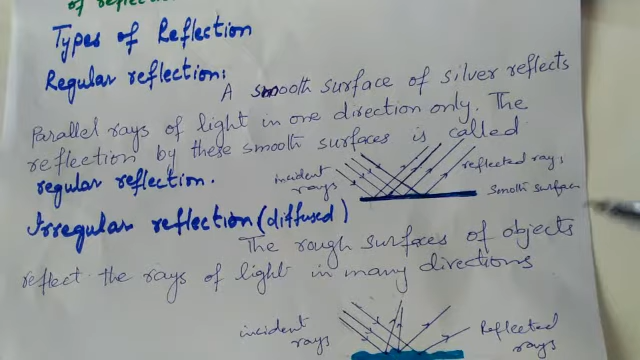 of reflection
Types of Reflection
Regular reflection:
A smooth surface of silver reflects
Parallel rays of light in one direction only. The
reflection by these smooth surfaces is called
regular reflection.
incident
rays
reflected rays
smooth surface
Irregular reflection (diffused)
The rough surfaces of objects
reflect the rays of light in many directions
incident
rays
Reflected
rays